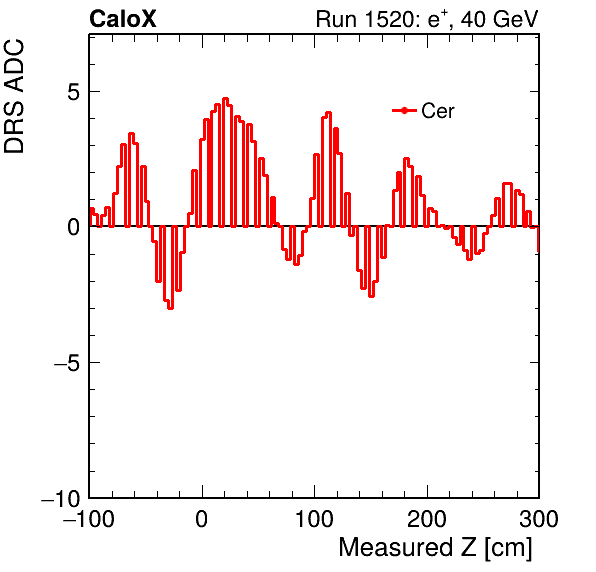 CaloX
Run 1520: e+, 40 GeV
DRS ADC
Cer
5
0
−5
−10
−100 0 100 200 300
Measured Z [cm]